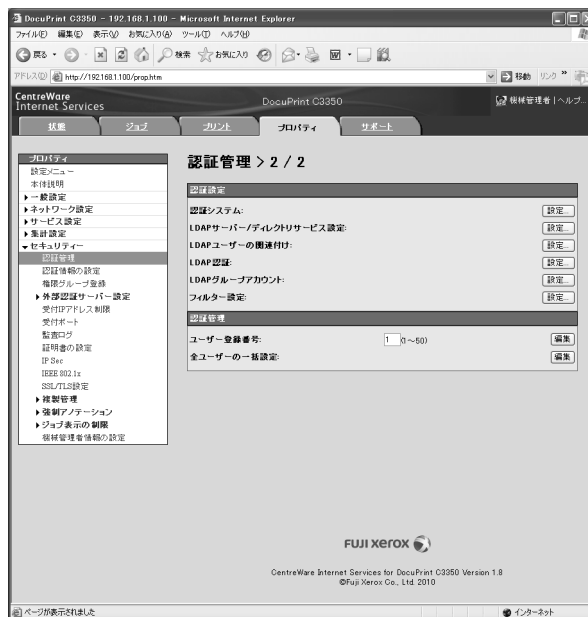 DocuPrint C3350 - 192.168.1.100 - Microsoft Internet Explorer
ファイル(F) 編集(E) 表示(V) お気に入り(A) ツール(T) ヘルプ(H)
戻る 検索 お気に入り
アドレス(D) http://192.168.1.100/prop.htm 移動 リンク »
CentreWare
Internet Services
DocuPrint C3350
機械管理者 | ヘルプ...
状態 ジョブ プリント プロパティ サポート
プロパティ
設定メニュー
本体説明
一般設定
ネットワーク設定
サービス設定
集計設定
セキュリティー
認証管理
認証情報の設定
権限グループ登録
外部認証サーバー設定
受付IPアドレス制限
受付ポート
監査ログ
証明書の設定
IP Sec
IEEE 802.1x
SSL/TLS設定
複製管理
強制アノテーション
ジョブ表示の制限
機械管理者情報の設定
認証管理 > 2 / 2
認証設定
認証システム: 設定...
LDAPサーバー/ディレクトリサービス設定: 設定...
LDAPユーザーの関連付け: 設定...
LDAP認証: 設定...
LDAPグループアカウント: 設定...
フィルター設定: 設定...
認証管理
ユーザー登録番号: 1 (1～50) 編集
全ユーザーの一括設定: 編集
FUJI XEROX
CentreWare Internet Services for DocuPrint C3350 Version 1.8
©Fuji Xerox Co., Ltd. 2010
ページが表示されました インターネット